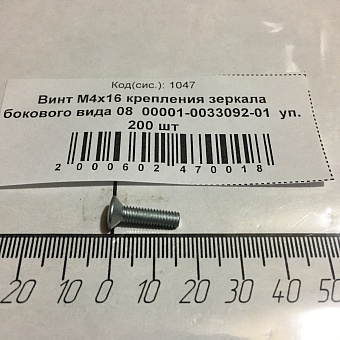 Код(сис.): 1047
Винт М4х16 крепления зеркала
бокового вида 08 00001-0033092-01 уп.
200 шт
2 000602 470018
20 10 0 10 20 30 40 50